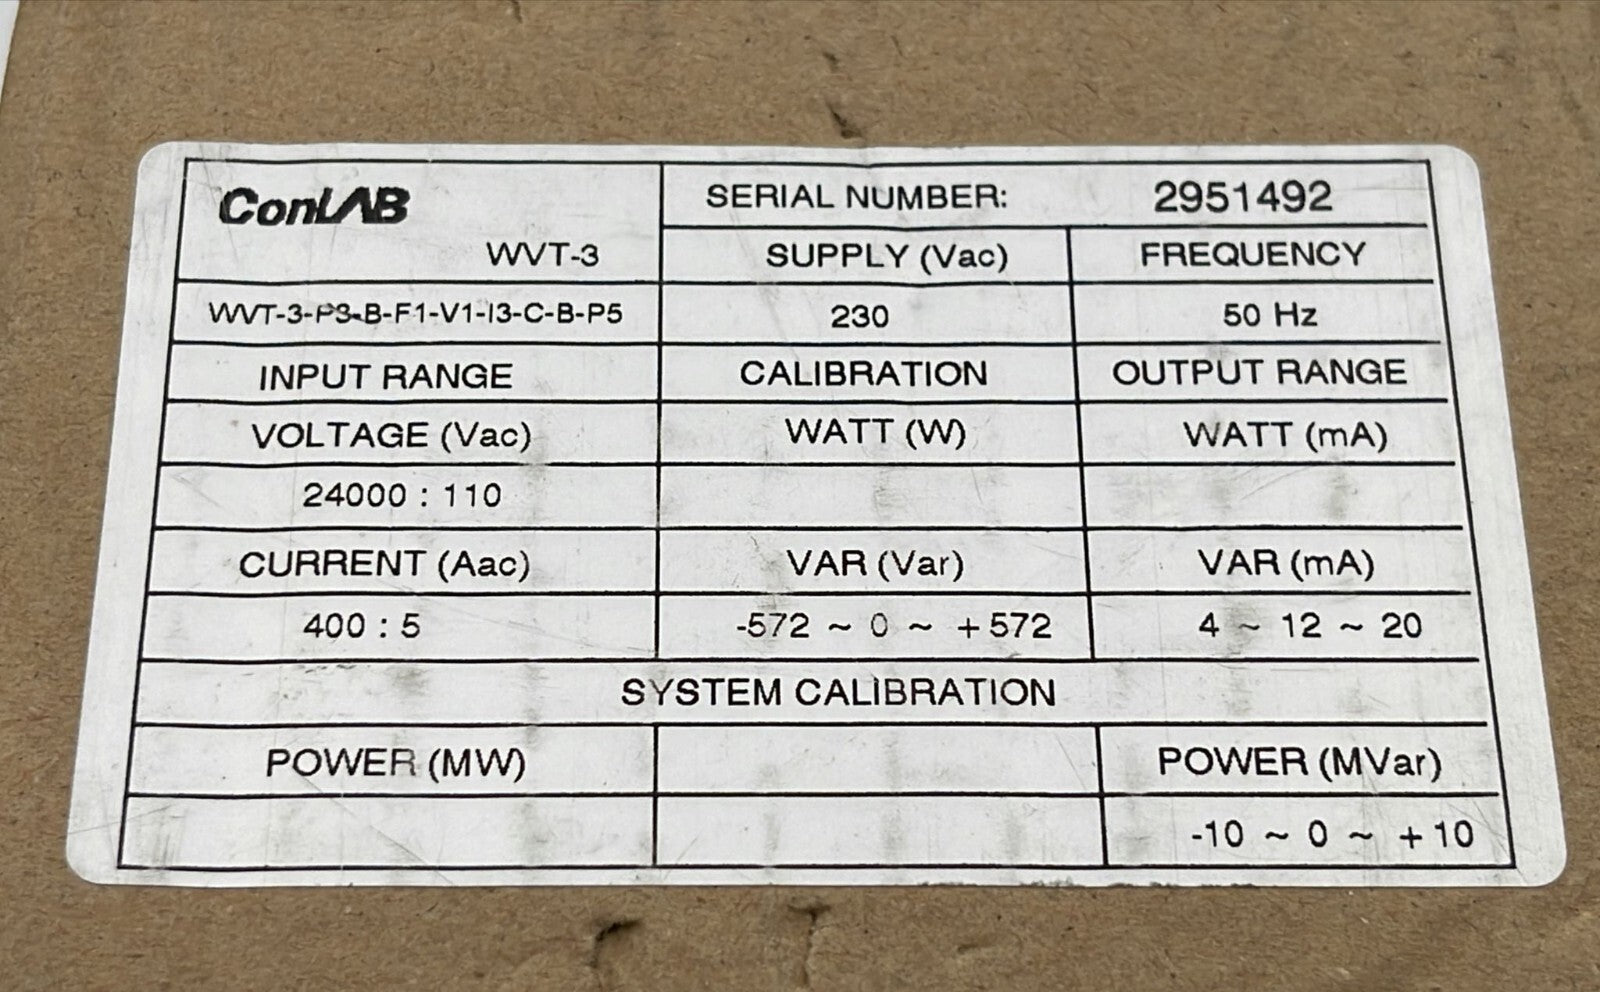 ConLAB
WVT-3
SERIAL NUMBER: 2951492
SUPPLY (Vac) FREQUENCY
WVT-3-P3-B-F1-V1-I3-C-B-P5 230 50 Hz
INPUT RANGE CALIBRATION OUTPUT RANGE
VOLTAGE (Vac) WATT (W) WATT (mA)
24000 : 110
CURRENT (Aac) VAR (Var) VAR (mA)
400 : 5 -572 ~ 0 ~ +572 4 ~ 12 ~ 20
SYSTEM CALIBRATION
POWER (MW) POWER (MVar)
-10 ~ 0 ~ +10